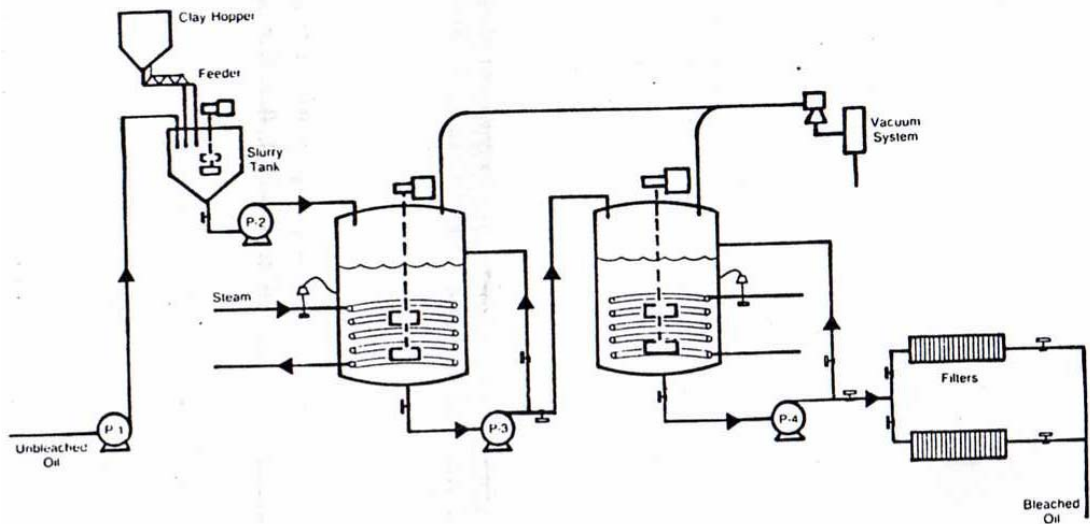 Clay Hopper
Feeder
Slurry
Tank
Vacuum
System
P-2
Steam
P-1
Unbleached
Oil
P-3
P-4
Filters
Bleached
Oil